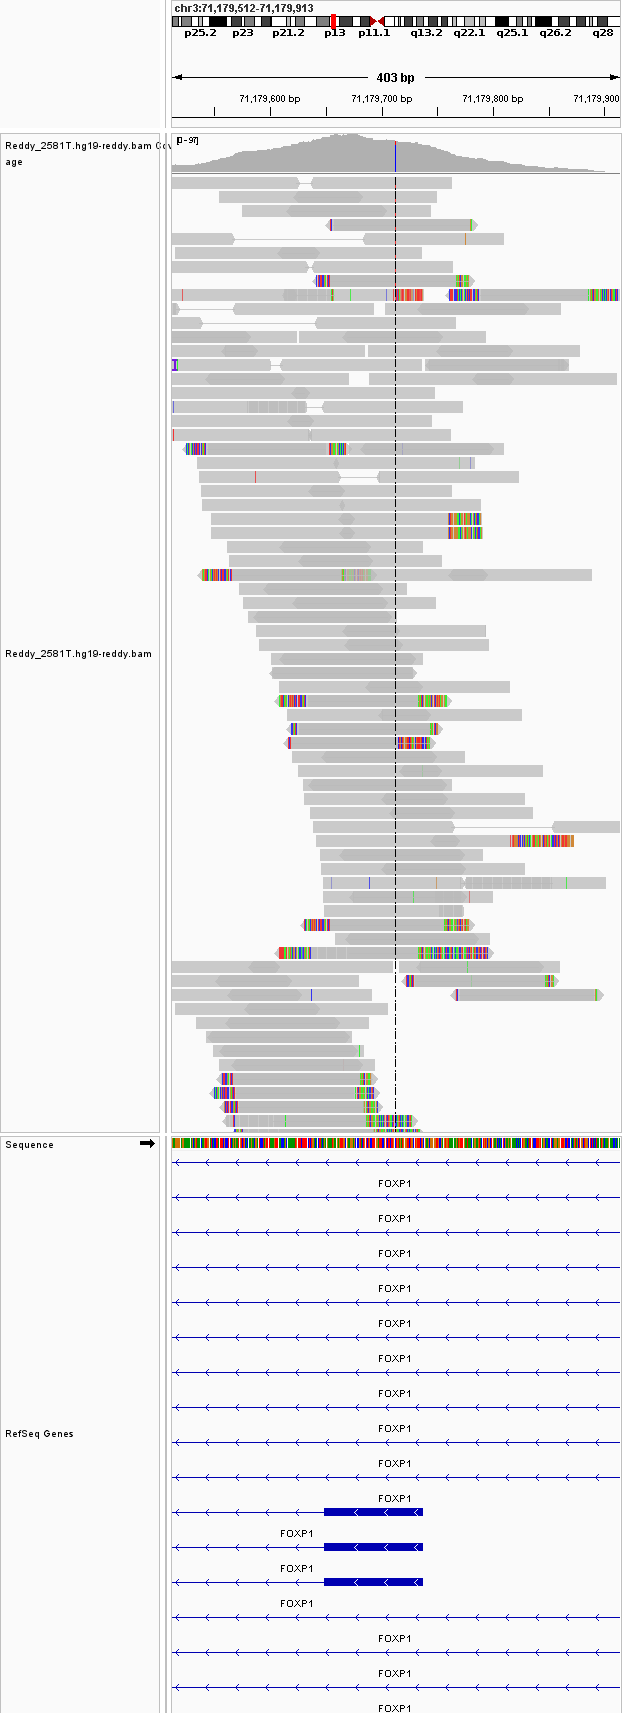 chr3:71,179,512-71,179,913
p25.2 p23 p21.2 p13 p11.1 q13.2 q22.1 q25.1 q26.2 q28
403 bp
71,179,600 bp 71,179,700 bp 71,179,800 bp 71,179,900
Reddy_2581T.hg19-reddy.bam Cov
age
[0-97]
Reddy_2581T.hg19-reddy.bam
Sequence
FOXP1
FOXP1
FOXP1
FOXP1
FOXP1
FOXP1
FOXP1
RefSeq Genes
FOXP1
FOXP1
FOXP1
FOXP1
FOXP1
FOXP1
FOXP1
FOXP1
FOXP1